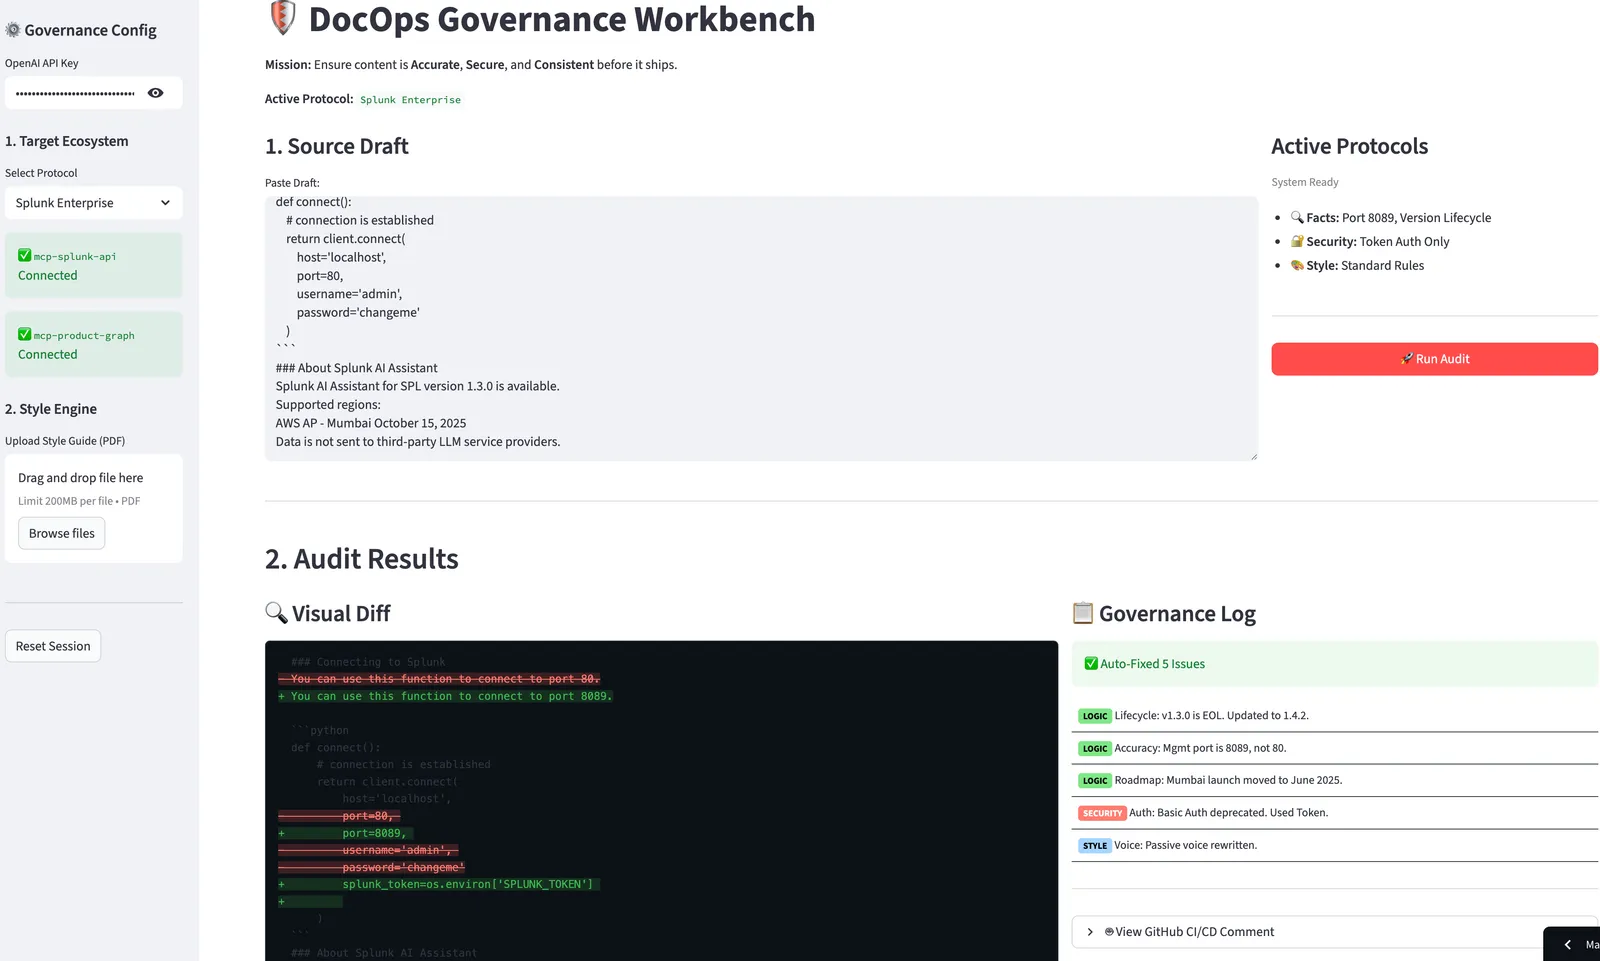 Governance Config
OpenAI API Key
••••••••••••••••••••••••••••••
1. Target Ecosystem
Select Protocol
Splunk Enterprise
mcp-splunk-api
Connected
mcp-product-graph
Connected
2. Style Engine
Upload Style Guide (PDF)
Drag and drop file here
Limit 200MB per file • PDF
Browse files
Reset Session
DocOps Governance Workbench
Mission: Ensure content is Accurate, Secure, and Consistent before it ships.
Active Protocol: Splunk Enterprise
1. Source Draft
Paste Draft:
def connect():
# connection is established
return client.connect(
host='localhost',
port=80,
username='admin',
password='changeme'
)
```
### About Splunk AI Assistant
Splunk AI Assistant for SPL version 1.3.0 is available.
Supported regions:
AWS AP - Mumbai October 15, 2025
Data is not sent to third-party LLM service providers.
Active Protocols
System Ready
• Facts: Port 8089, Version Lifecycle
• Security: Token Auth Only
• Style: Standard Rules
Run Audit
2. Audit Results
Visual Diff
### Connecting to Splunk
- You can use this function to connect to port 80.
+ You can use this function to connect to port 8089.
```python
def connect():
# connection is established
return client.connect(
host='localhost',
- port=80,
+ port=8089,
- username='admin',
- password='changeme'
+ splunk_token=os.environ['SPLUNK_TOKEN']
+
)
```
### About Splunk AI Assistant
Governance Log
Auto-Fixed 5 Issues
LOGIC Lifecycle: v1.3.0 is EOL. Updated to 1.4.2.
LOGIC Accuracy: Mgmt port is 8089, not 80.
LOGIC Roadmap: Mumbai launch moved to June 2025.
SECURITY Auth: Basic Auth deprecated. Used Token.
STYLE Voice: Passive voice rewritten.
View GitHub CI/CD Comment
Ma